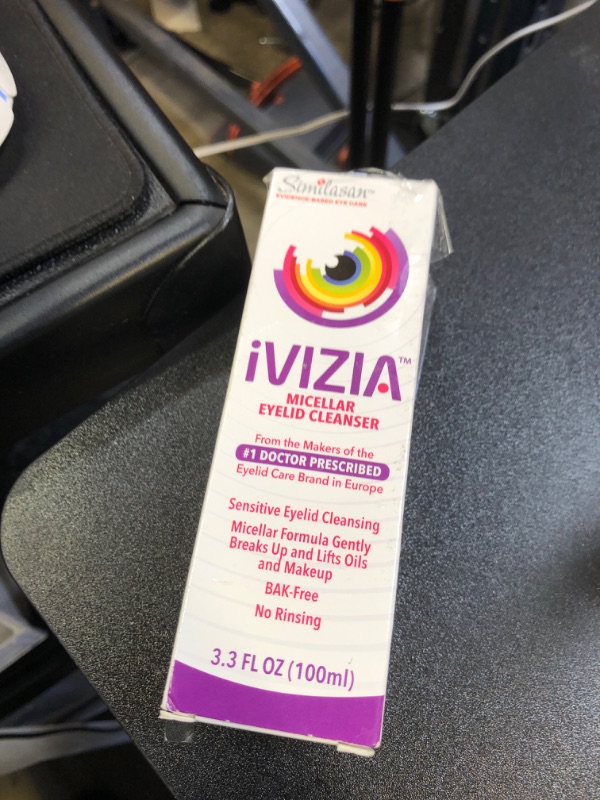 Similasan™
EVIDENCE-BASED EYE CARE
iVIZIA™
MICELLAR
EYELID CLEANSER
From the Makers of the
#1 DOCTOR PRESCRIBED
Eyelid Care Brand in Europe
Sensitive Eyelid Cleansing
Micellar Formula Gently
Breaks Up and Lifts Oils
and Makeup
BAK-Free
No Rinsing
3.3 FL OZ (100ml)